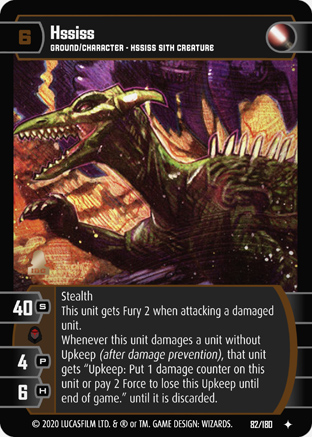 6
Hssiss
GROUND/CHARACTER - HSSISS SITH CREATURE
40 S
4 P
6 H
Stealth
This unit gets Fury 2 when attacking a damaged
unit.
Whenever this unit damages a unit without
Upkeep (after damage prevention), that unit
gets "Upkeep: Put 1 damage counter on this
unit or pay 2 Force to lose this Upkeep until
end of game." until it is discarded.
© 2020 LUCASFILM LTD. & ® or TM. GAME DESIGN: WIZARDS.
82/180